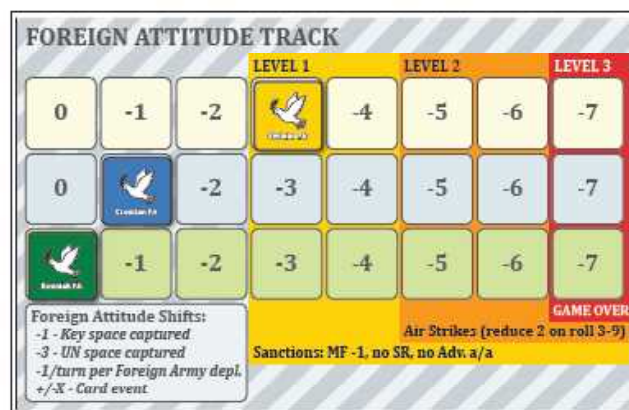 FOREIGN ATTITUDE TRACK
LEVEL 1 LEVEL 2 LEVEL 3
0 -1 -2 -4 -5 -6 -7
0 -2 -3 -4 -5 -6 -7
-1 -2 -3 -4 -5 -6 -7
Foreign Attitude Shifts:
-1 - Key space captured
-3 - UN space captured
-1/turn per Foreign Army depl.
+/-X - Card event
GAME OVER
Air Strikes (reduce 2 on roll 3-9)
Sanctions: MF -1, no SR, no Adv. a/a